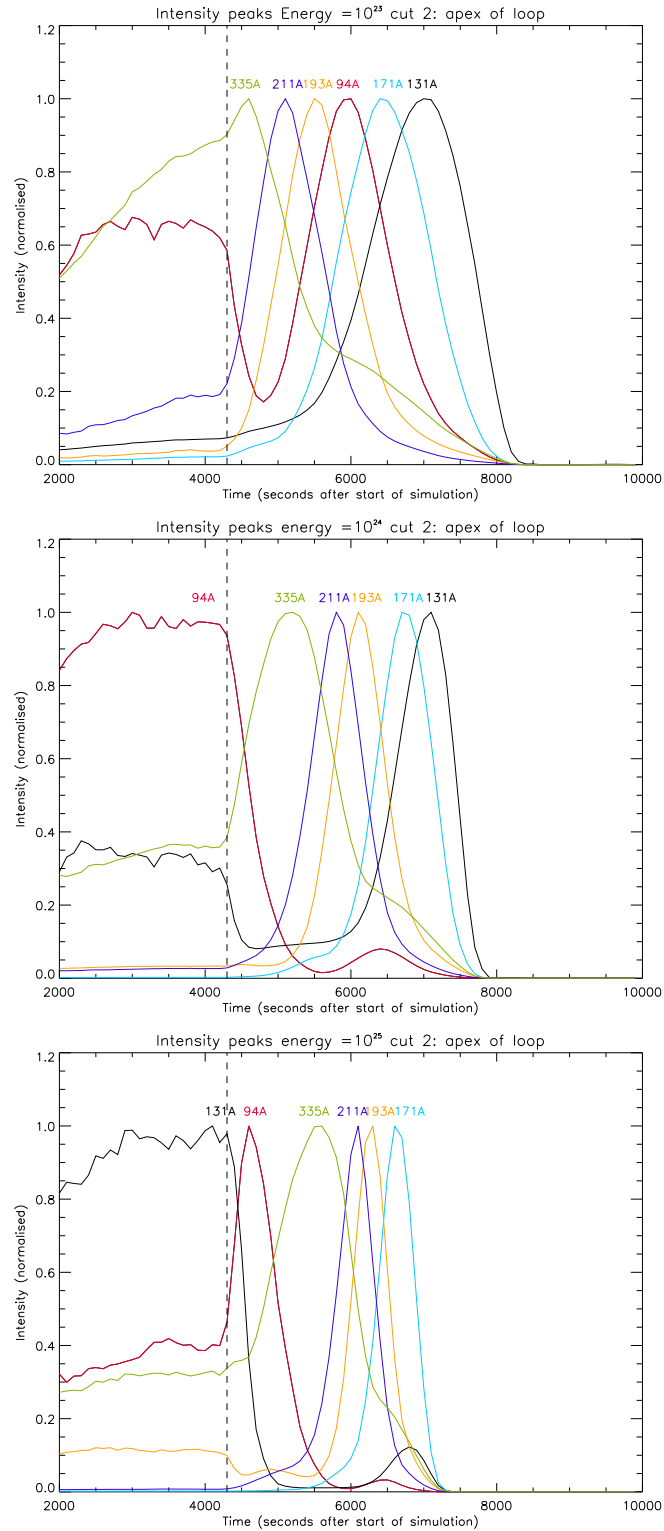 Intensity peaks Energy =10²³ cut 2: apex of loop
335A 211A 193A 94A 171A 131A
1.2
1.0
0.8
0.6
0.4
0.2
0.0
Intensity (normalised)
2000 4000 6000 8000 10000
Time (seconds after start of simulation)
Intensity peaks energy =10²⁴ cut 2: apex of loop
94A 335A 211A 193A 171A 131A
1.2
1.0
0.8
0.6
0.4
0.2
0.0
Intensity (normalised)
2000 4000 6000 8000 10000
Time (seconds after start of simulation)
Intensity peaks energy =10²⁵ cut 2: apex of loop
131A 94A 335A 211A 193A 171A
1.2
1.0
0.8
0.6
0.4
0.2
0.0
Intensity (normalised)
2000 4000 6000 8000 10000
Time (seconds after start of simulation)